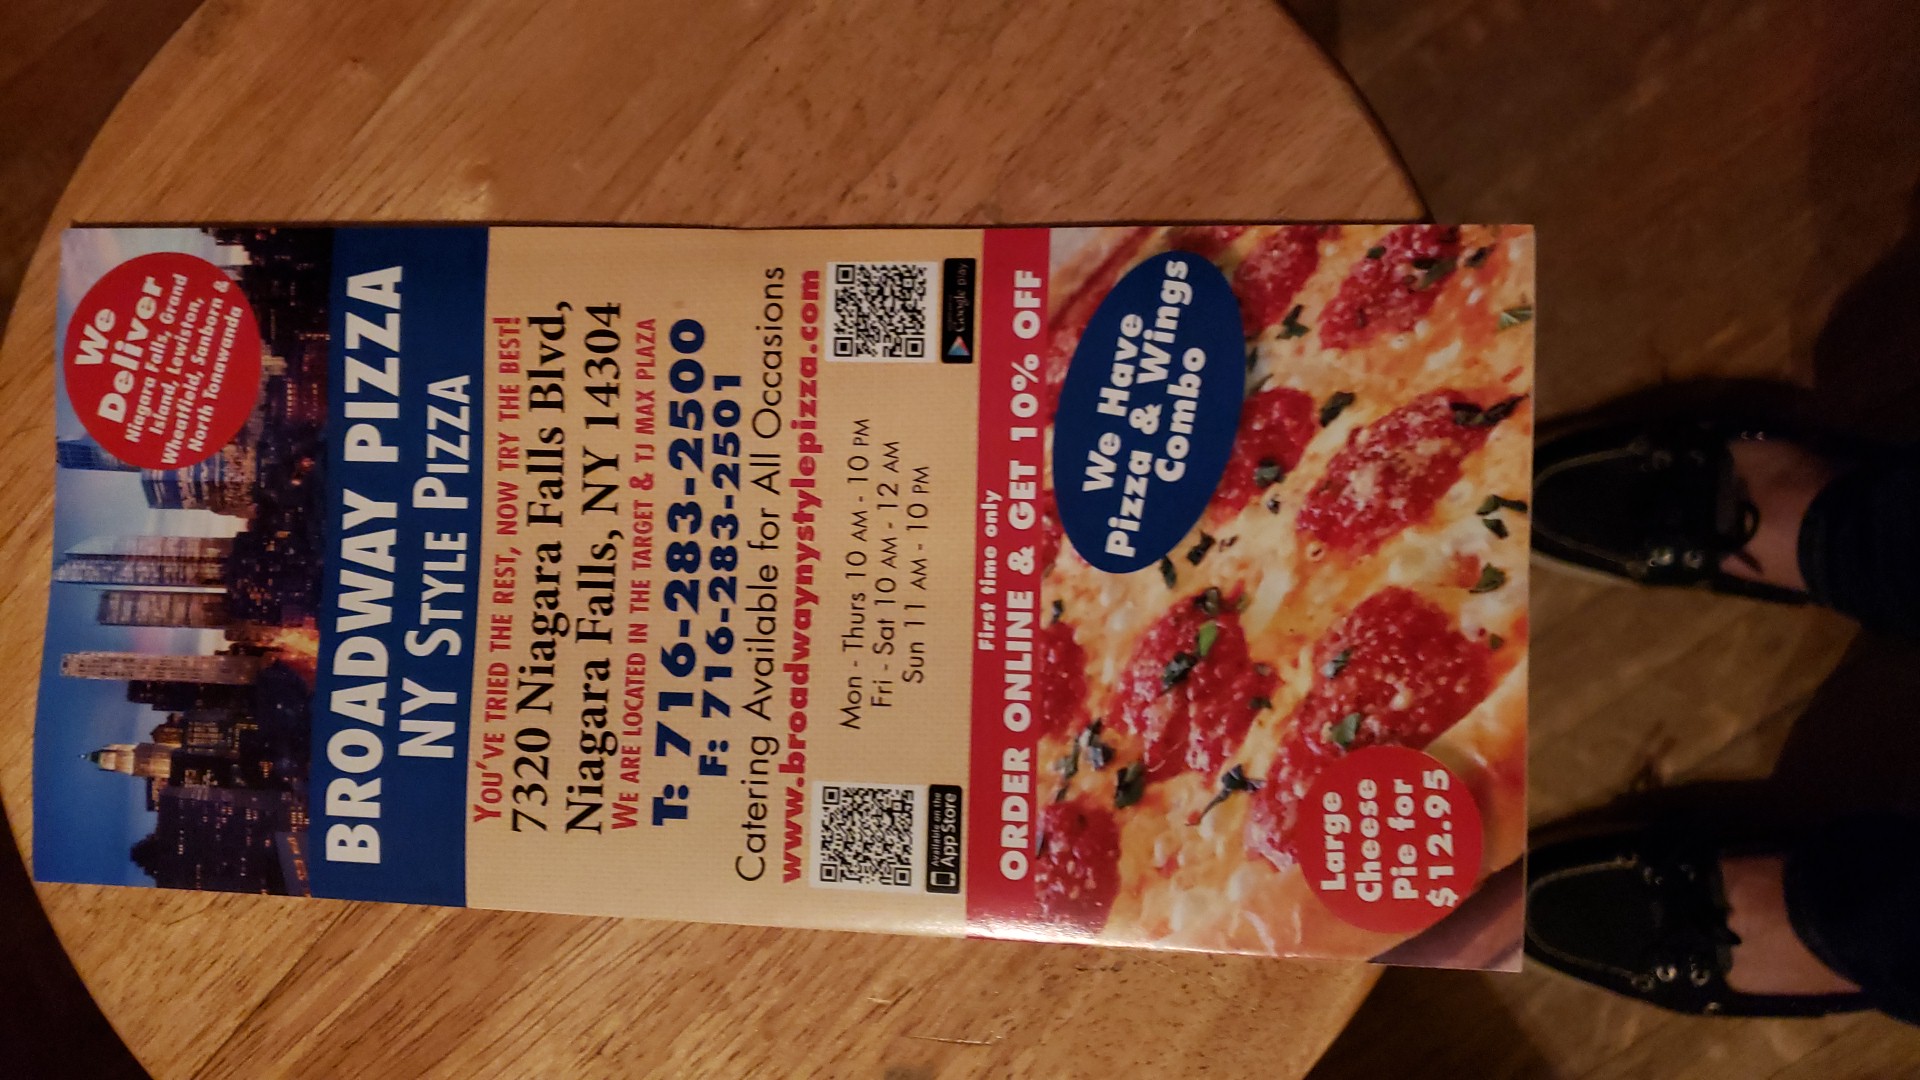 We
Deliver
Niagara Falls, Grand
Island, Lewiston,
Wheatfield, Sanborn &
North Tonawanda
BROADWAY PIZZA
NY STYLE PIZZA
YOU'VE TRIED THE REST, NOW TRY THE BEST!
7320 Niagara Falls Blvd,
Niagara Falls, NY 14304
WE ARE LOCATED IN THE TARGET & TJ MAX PLAZA
T: 716-283-2500
F: 716-283-2501
Catering Available for All Occasions
www.broadwaynystylepizza.com
Mon - Thurs 10 AM - 10 PM
Fri - Sat 10 AM - 12 AM
Sun 11 AM - 10 PM
Available on the
App Store
Google play
First time only
ORDER ONLINE & GET 10% OFF
We Have
Pizza & Wings
Combo
Large
Cheese
Pie for
$12.95